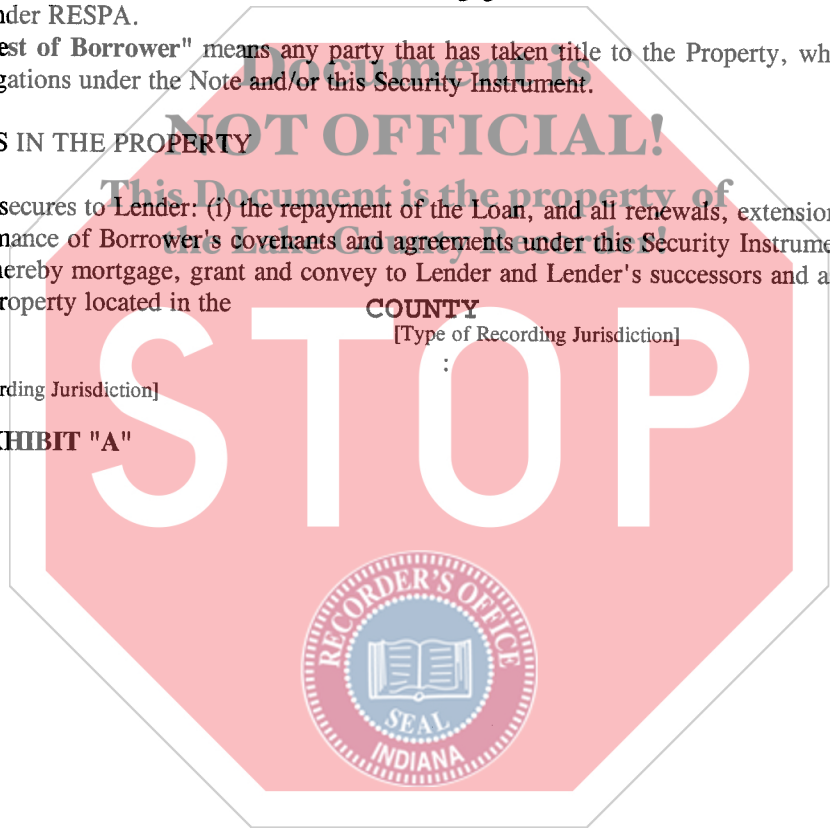 nder RESPA.
est of Borrower" means any party that has taken title to the Property, wh
gations under the Note and/or this Security Instrument.
Document is
NOT OFFICIAL!
S IN THE PROPERTY
This Document is the property of
the Lake County Recorder!
secures to Lender: (i) the repayment of the Loan, and all renewals, extension
mance of Borrower's covenants and agreements under this Security Instrume
ereby mortgage, grant and convey to Lender and Lender's successors and a
roperty located in the COUNTY
[Type of Recording Jurisdiction]
:
rding Jurisdiction]
XHIBIT "A"
STOP
RECORDER'S OFFICE
SEAL
INDIANA